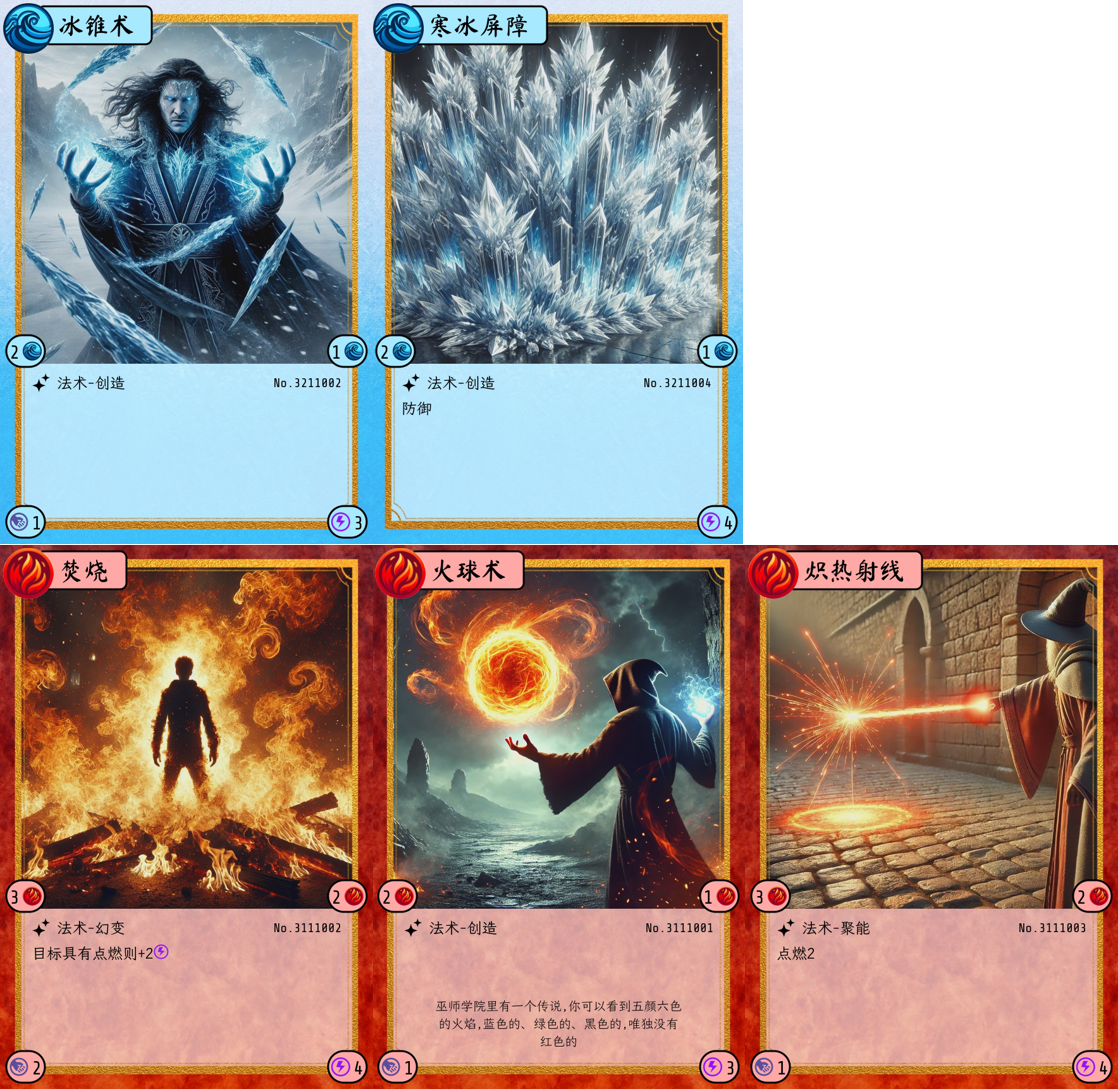 冰锥术
2
1
法术-创造
No.3211002
1
3
寒冰屏障
2
1
法术-创造
No.3211004
防御
4
焚烧
3
2
法术-幻变
No.3111002
目标具有点燃则+2
2
4
火球术
2
1
法术-创造
No.3111001
巫师学院里有一个传说,你可以看到五颜六色
的火焰,蓝色的、绿色的、黑色的,唯独没有
红色的
1
3
炽热射线
3
2
法术-聚能
No.3111003
点燃2
1
4